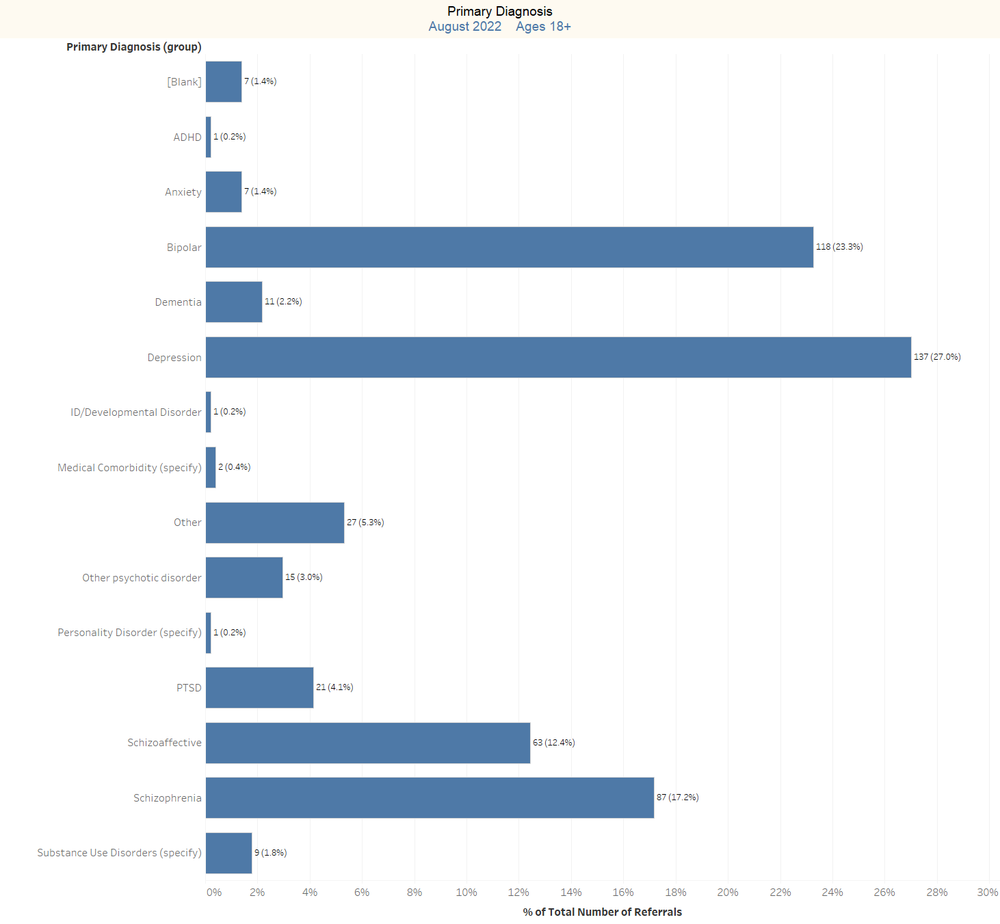 Primary Diagnosis
August 2022 Ages 18+
Primary Diagnosis (group)
[Blank] 7 (1.4%)
ADHD 1 (0.2%)
Anxiety 7 (1.4%)
Bipolar 118 (23.3%)
Dementia 11 (2.2%)
Depression 137 (27.0%)
ID/Developmental Disorder 1 (0.2%)
Medical Comorbidity (specify) 2 (0.4%)
Other 27 (5.3%)
Other psychotic disorder 15 (3.0%)
Personality Disorder (specify) 1 (0.2%)
PTSD 21 (4.1%)
Schizoaffective 63 (12.4%)
Schizophrenia 87 (17.2%)
Substance Use Disorders (specify) 9 (1.8%)
0% 2% 4% 6% 8% 10% 12% 14% 16% 18% 20% 22% 24% 26% 28% 30%
% of Total Number of Referrals